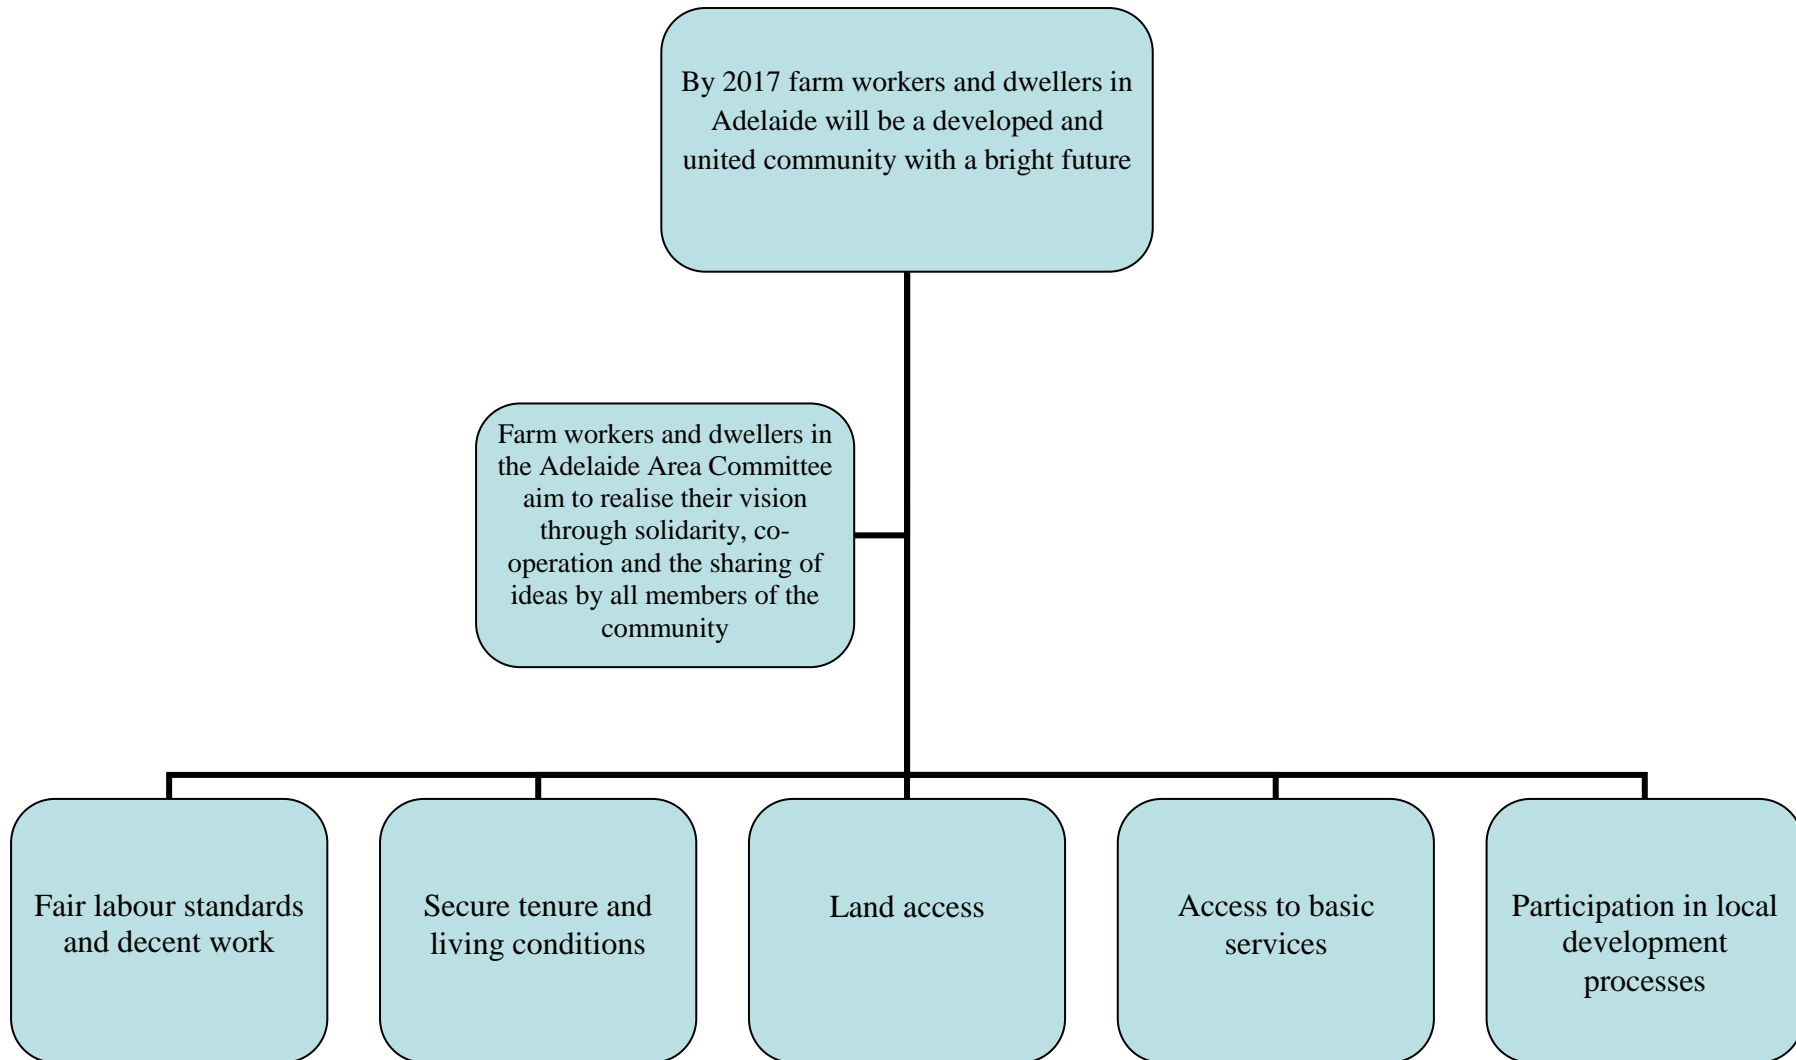 By 2017 farm workers and dwellers in
Adelaide will be a developed and
united community with a bright future
Farm workers and dwellers in
the Adelaide Area Committee
aim to realise their vision
through solidarity, co-
operation and the sharing of
ideas by all members of the
community
Fair labour standards
and decent work
Secure tenure and
living conditions
Land access
Access to basic
services
Participation in local
development
processes